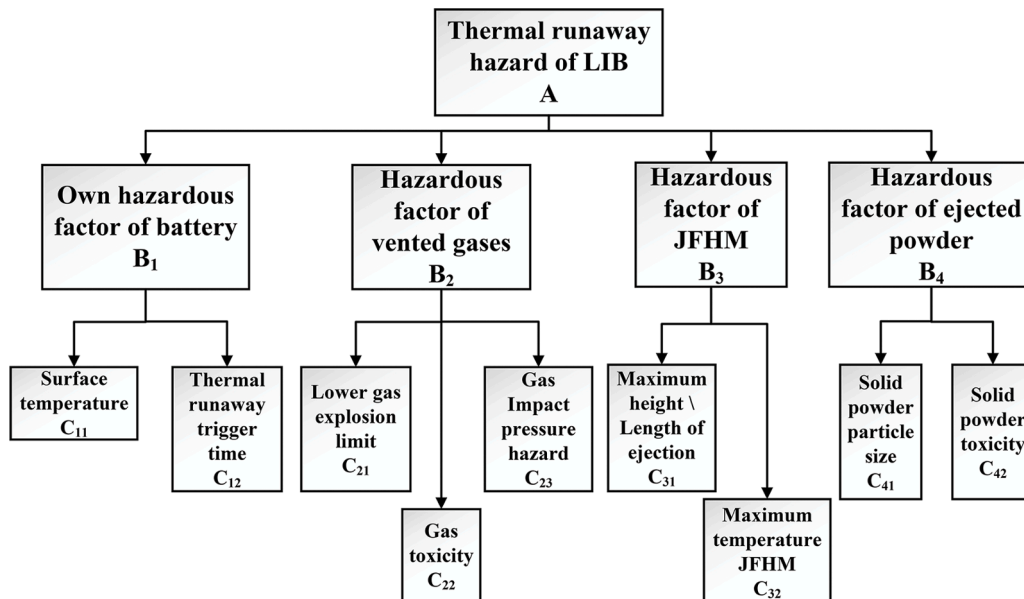 Thermal runaway
hazard of LIB
A
Own hazardous
factor of battery
B₁
Hazardous
factor of
vented gases
B₂
Hazardous
factor of
JFHM
B₃
Hazardous
factor of ejected
powder
B₄
Surface
temperature
C₁₁
Thermal
runaway
trigger
time
C₁₂
Lower gas
explosion
limit
C₂₁
Gas
toxicity
C₂₂
Gas
Impact
pressure
hazard
C₂₃
Maximum
height \
Length of
ejection
C₃₁
Maximum
temperature
JFHM
C₃₂
Solid
powder
particle
size
C₄₁
Solid
powder
toxicity
C₄₂